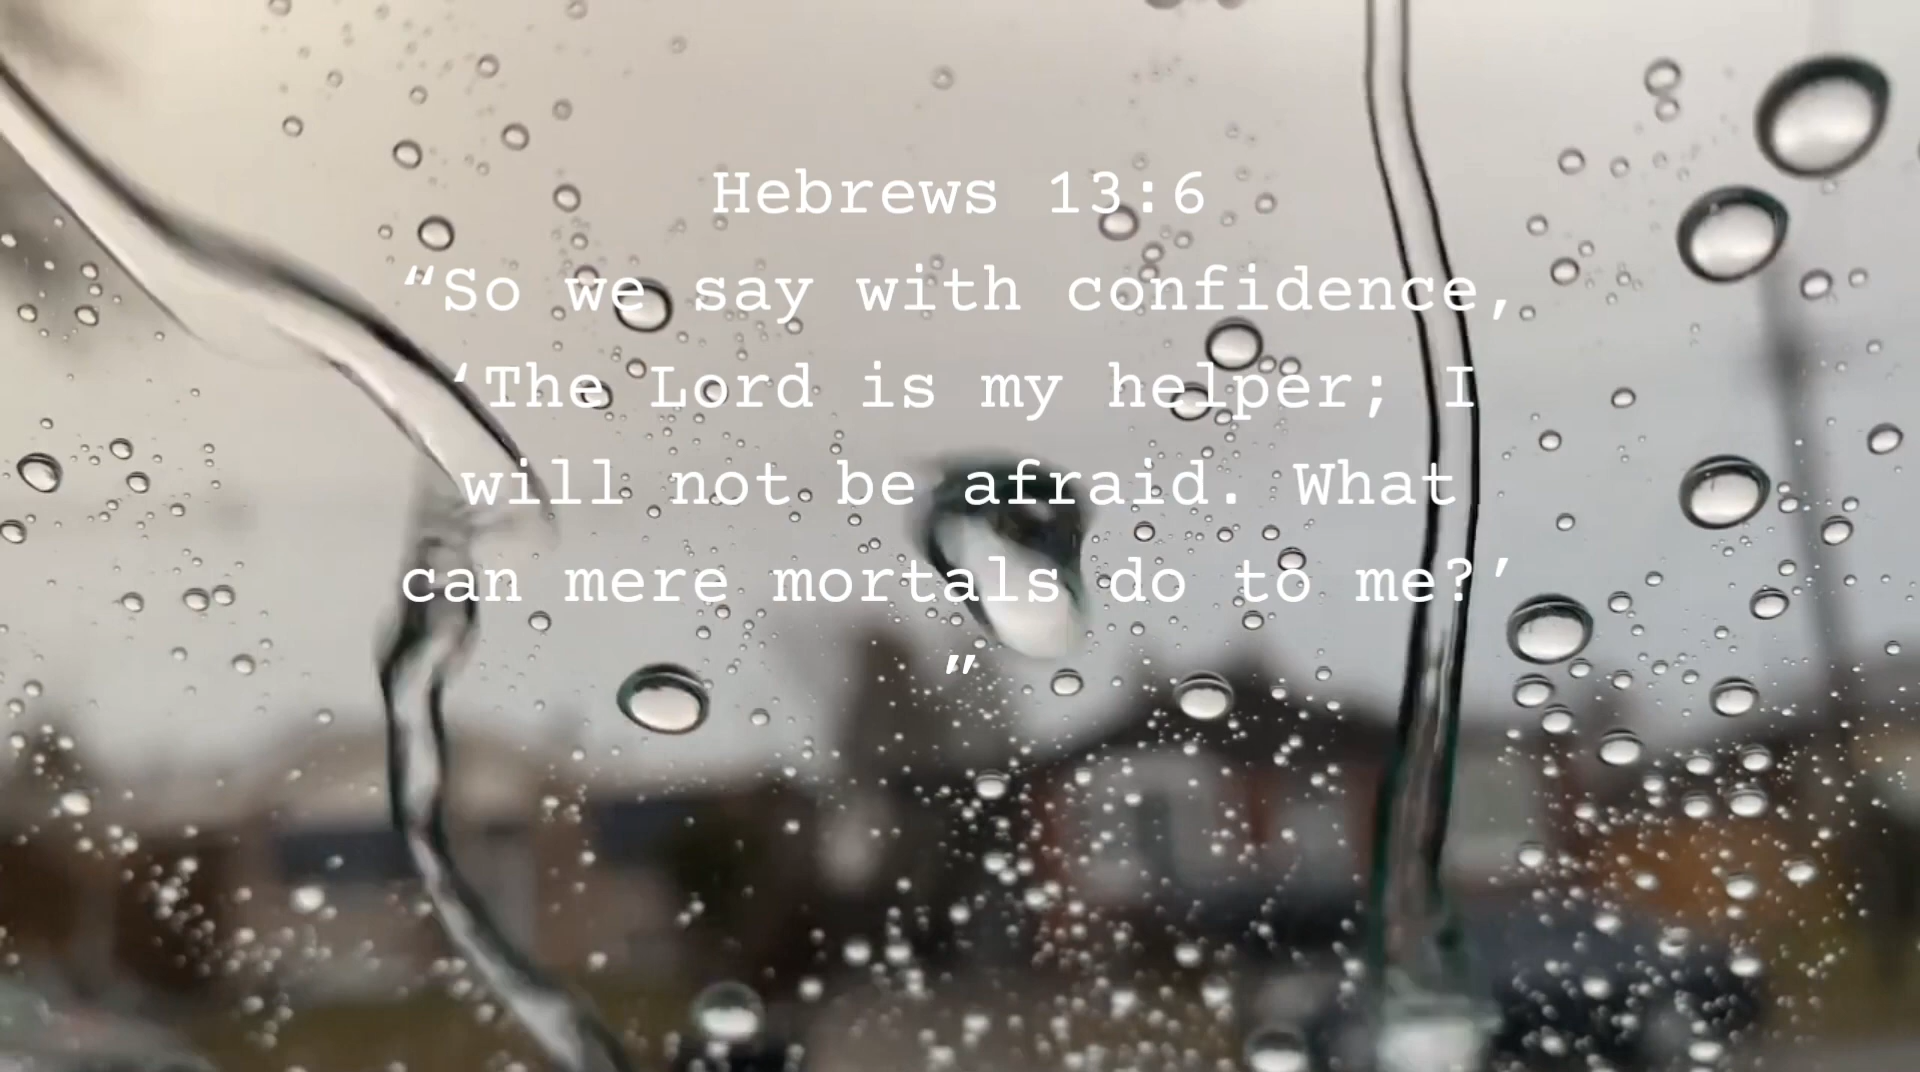 Hebrews 13:6
“So we say with confidence,
‘The Lord is my helper; I
will not be afraid. What
can mere mortals do to me?’
”